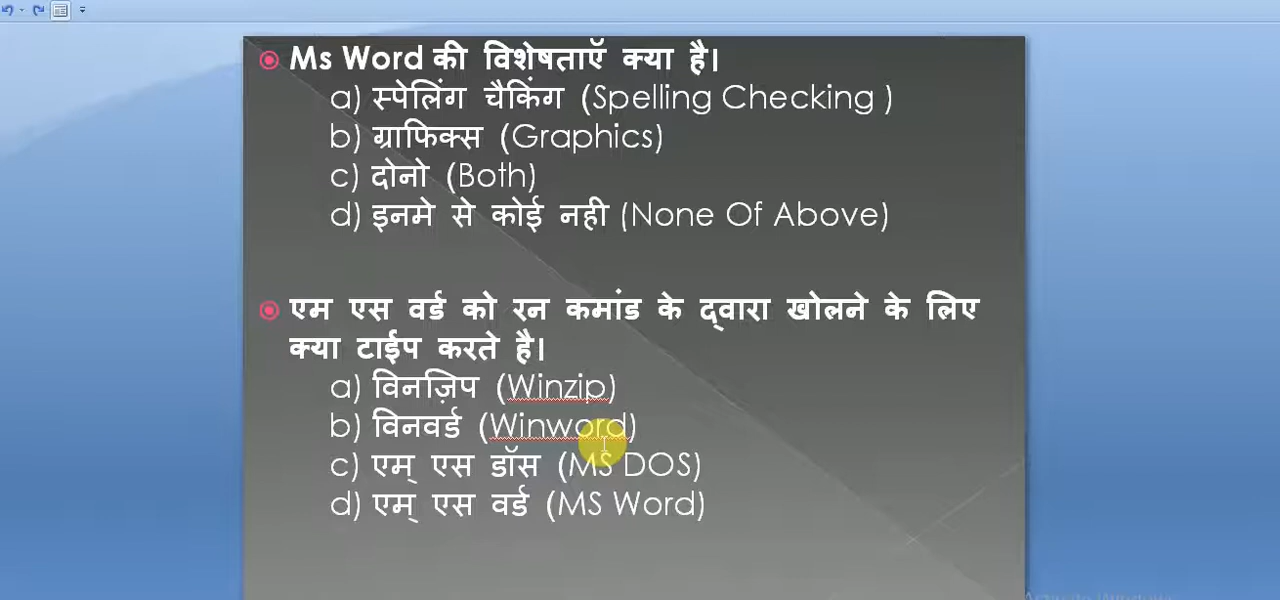 Ms Word की विशेषताएँ क्या है।
a) स्पेलिंग चैकिंग (Spelling Checking )
b) ग्राफिक्स (Graphics)
c) दोनो (Both)
d) इनमे से कोई नही (None Of Above)
एम एस वर्ड को रन कमांड के द्वारा खोलने के लिए
क्या टाईप करते है।
a) विनज़िप (Winzip)
b) विनवर्ड (Winword)
c) एम् एस डॉस (MS DOS)
d) एम् एस वर्ड (MS Word)